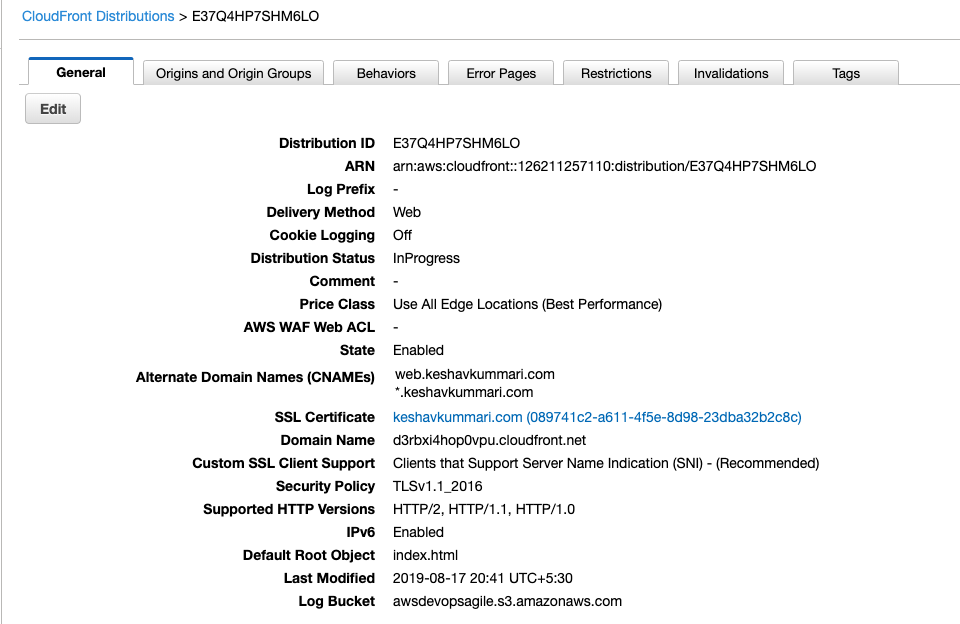 CloudFront Distributions > E37Q4HP7SHM6LO
General Origins and Origin Groups Behaviors Error Pages Restrictions Invalidations Tags
Edit
Distribution ID E37Q4HP7SHM6LO
ARN arn:aws:cloudfront::126211257110:distribution/E37Q4HP7SHM6LO
Log Prefix -
Delivery Method Web
Cookie Logging Off
Distribution Status InProgress
Comment -
Price Class Use All Edge Locations (Best Performance)
AWS WAF Web ACL -
State Enabled
Alternate Domain Names (CNAMEs) web.keshavkummari.com
*.keshavkummari.com
SSL Certificate keshavkummari.com (089741c2-a611-4f5e-8d98-23dba32b2c8c)
Domain Name d3rbxi4hop0vpu.cloudfront.net
Custom SSL Client Support Clients that Support Server Name Indication (SNI) - (Recommended)
Security Policy TLSv1.1_2016
Supported HTTP Versions HTTP/2, HTTP/1.1, HTTP/1.0
IPv6 Enabled
Default Root Object index.html
Last Modified 2019-08-17 20:41 UTC+5:30
Log Bucket awsdevopsagile.s3.amazonaws.com